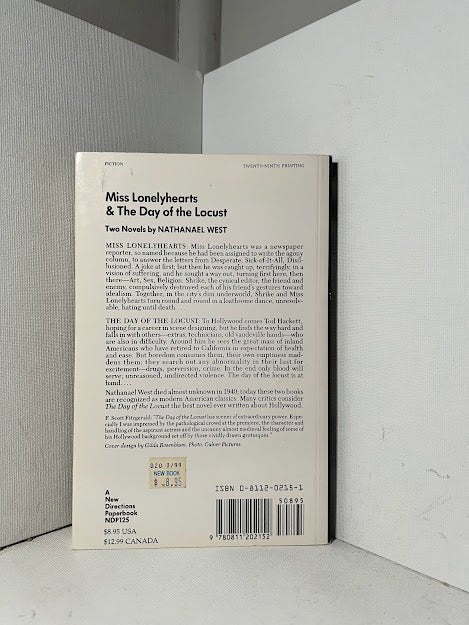 FICTION
TWENTY-NINTH PRINTING
Miss Lonelyhearts
& The Day of the Locust
Two Novels by NATHANAEL WEST
MISS LONELYHEARTS: Miss Lonelyhearts was a newspaper
reporter, so named because he had been assigned to write the agony
column, to answer the letters from Desperate, Sick-of-It-All, Disil-
lusioned. A joke at first; but then he was caught up, terrifyingly, in a
vision of suffering, and he sought a way out, turning first here, then
there—Art, Sex, Religion. Shrike, the cynical editor, the friend and
enemy, compulsively destroyed each of his friend's gestures toward
idealism. Together, in the city's dim underworld, Shrike and Miss
Lonelyhearts turn round and round in a loathsome dance, unresolv-
able, hating until death. . . .
THE DAY OF THE LOCUST: To Hollywood comes Tod Hackett,
hoping for a career in scene designing, but he finds the way hard and
falls in with others—extras, technicians, old vaudeville hands—who
are also in difficulty. Around him he sees the great mass of inland
Americans who have retired to California in expectation of health
and ease. But boredom consumes them, their own emptiness mad-
dens them, they search out any abnormality in their lust for
excitement—drugs, perversion, crime. In the end only blood will
serve; unreasoned, undirected violence. The day of the locust is at
hand. . . .
Nathanael West died almost unknown in 1940; today these two books
are recognized as modern American classics. Many critics consider
The Day of the Locust the best novel ever written about Hollywood.
F. Scott Fitzgerald: "The Day of the Locust has scenes of extraordinary power. Espe-
cially I was impressed by the pathological crowd at the premiere, the character and
handling of the aspirant actress and the uncanny almost medieval feeling of some of
his Hollywood background set off by those vividly drawn grotesques."
Cover design by Gilda Rosenblum. Photo: Culver Pictures
020 3/99
NEW BOOK
$ 8.95
ISBN 0-8112-0215-1
50895
9 780811 202152
A
New
Directions
Paperbook
NDP125
$8.95 USA
$12.99 CANADA